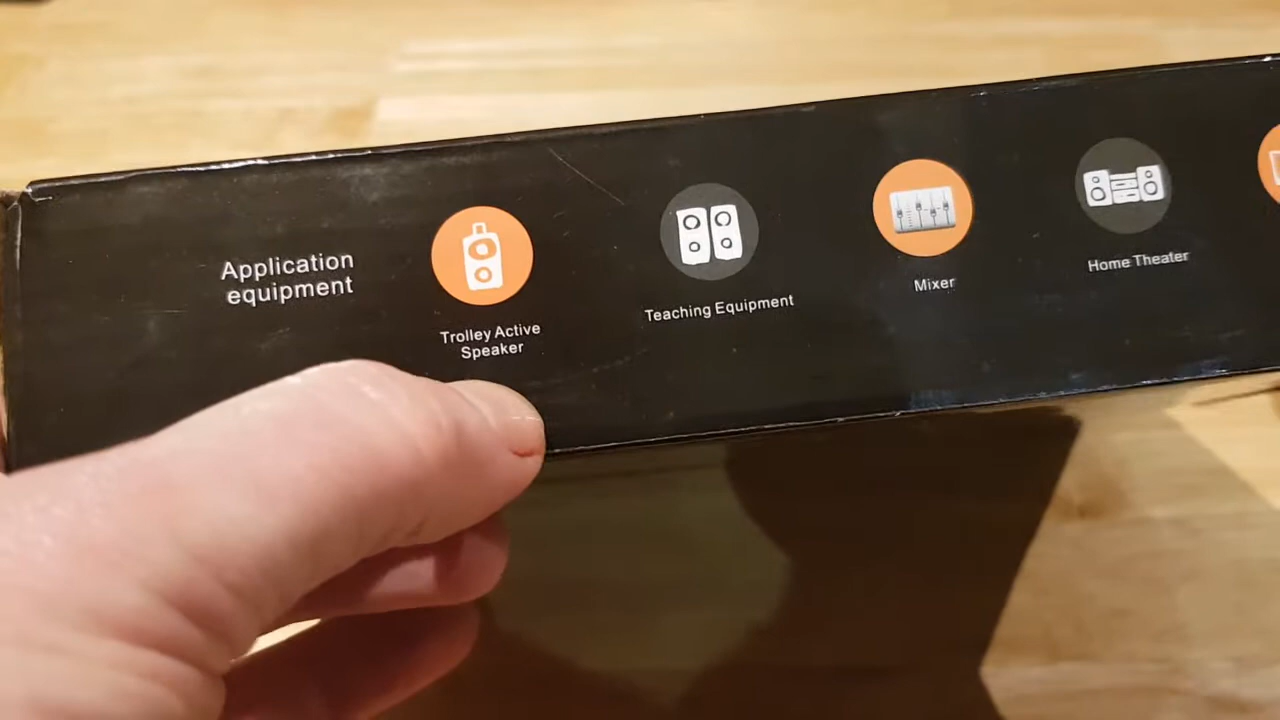 Application
equipment
Trolley Active
Speaker
Teaching Equipment
Mixer
Home Theater